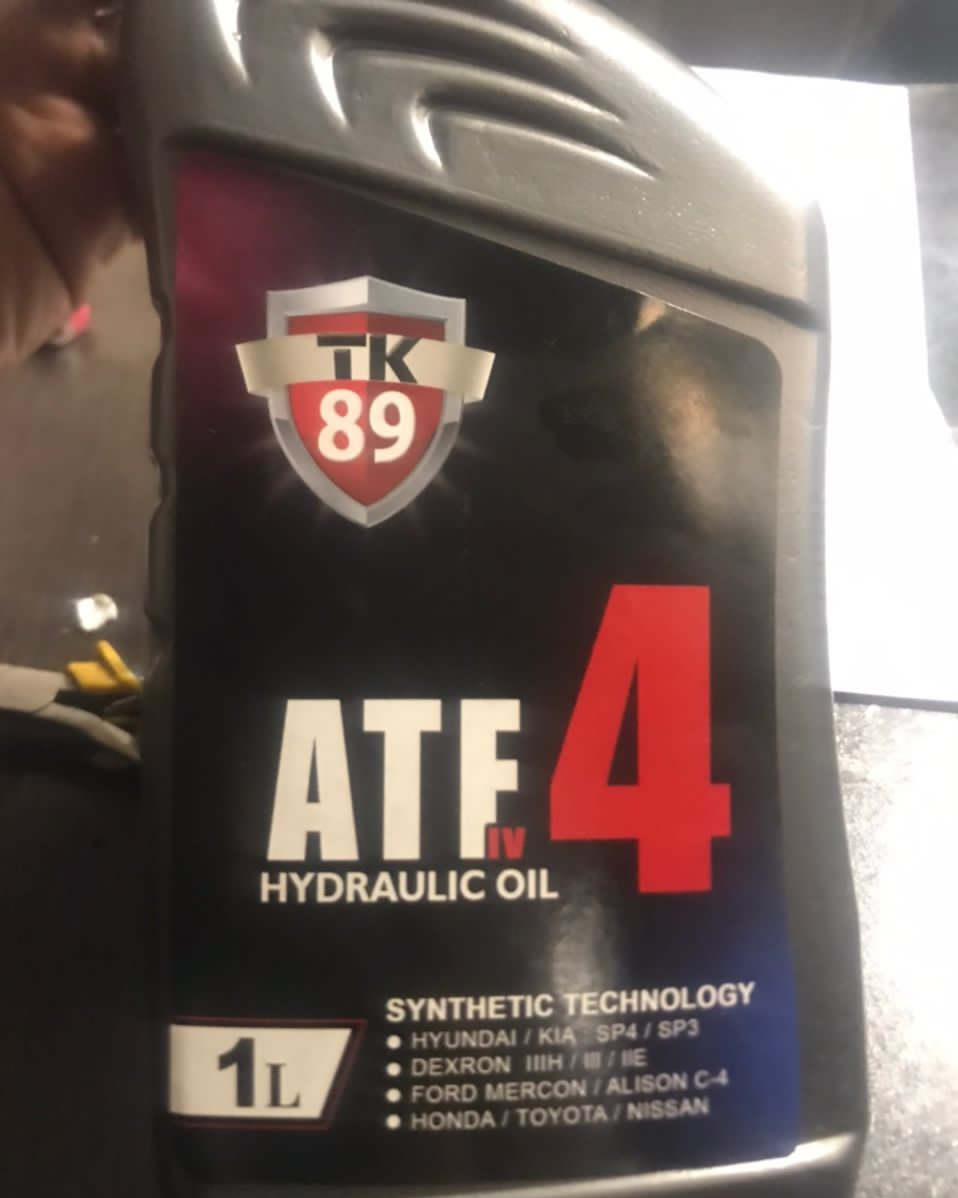 TK
89
ATF IV 4
HYDRAULIC OIL
SYNTHETIC TECHNOLOGY
● HYUNDAI / KIA SP4 / SP3
● DEXRON IIIH / III / IIE
● FORD MERCON / ALISON C-4
● HONDA / TOYOTA / NISSAN
1L